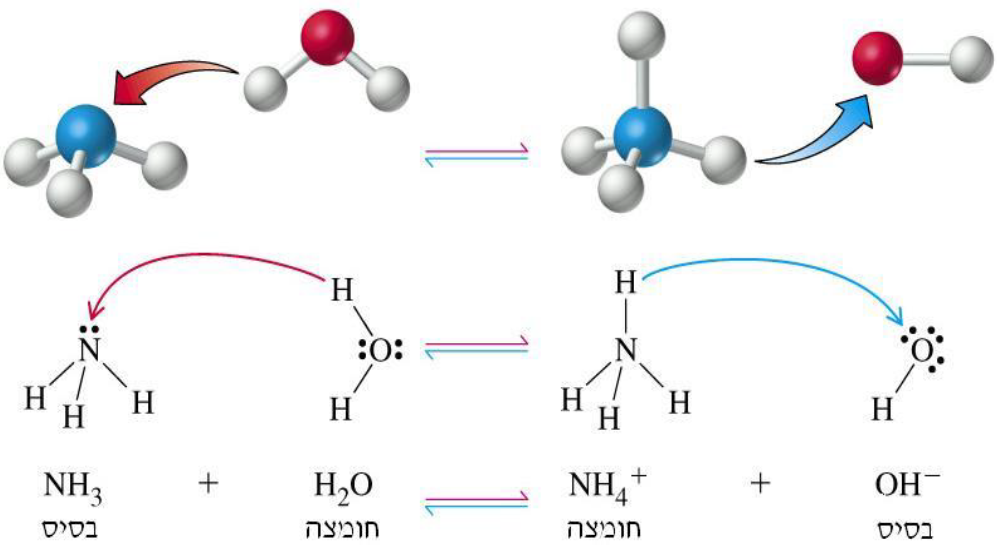 H H
N O
H H H H
H N H H O
H H
NH₃ + H₂O ⇌ NH₄⁺ + OH⁻
בסיס חומצה חומצה בסיס